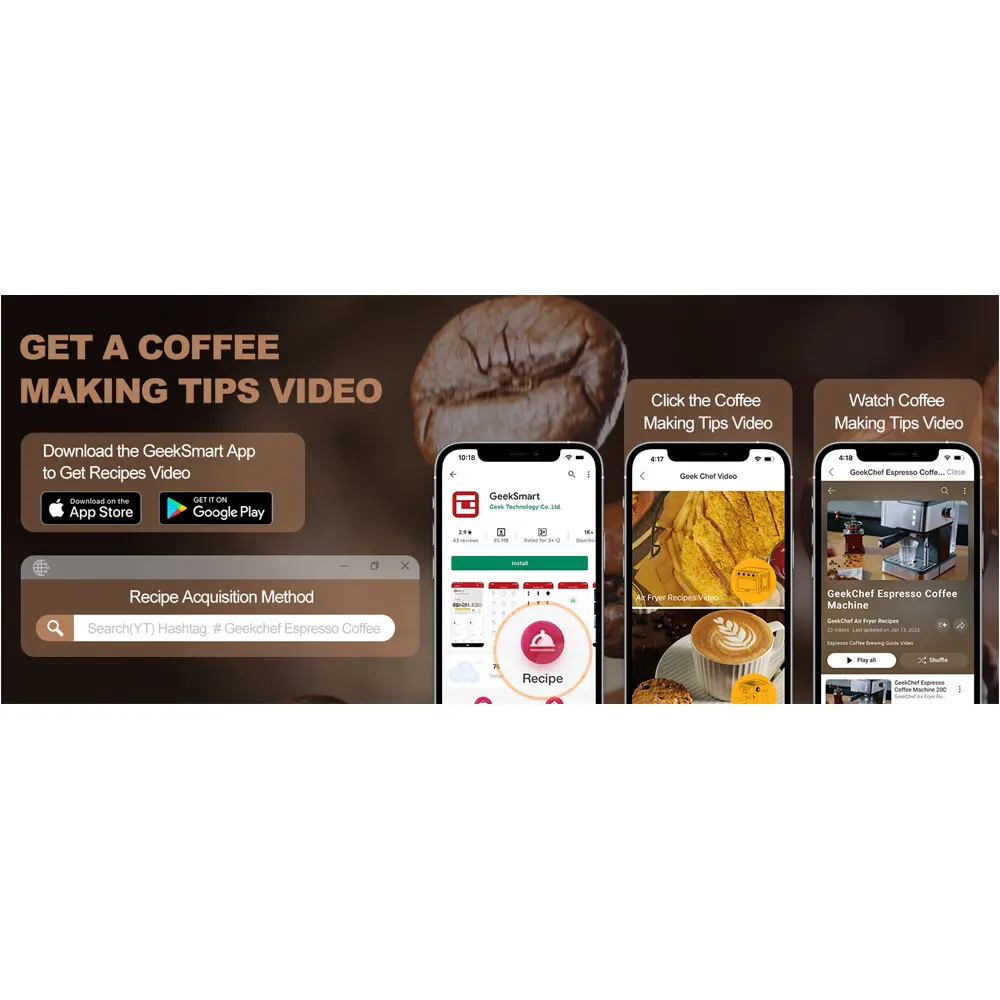 GET A COFFEE
MAKING TIPS VIDEO
Download the GeekSmart App
to Get Recipes Video
Download on the
App Store
GET IT ON
Google Play
Recipe Acquisition Method
Search(YT) Hashtag: # Geekchef Espresso Coffee
10:18
GeekSmart
Geek Technology Co.,Ltd.
2.9★
43 reviews
85 MB
Rated for 3+
1K+
Downlo
Install
Recipe
Click the Coffee
Making Tips Video
4:17
Geek Chef Video
Air Fryer Recipes Video
Watch Coffee
Making Tips Video
4:18
GeekChef Espresso Coffe... Close
GeekChef Espresso Coffee
Machine
GeekChef Air Fryer Recipes
23 videos Last updated on Jan 13, 2023
Espresso Coffee Brewing Guide Video
Play all
Shuffle
GeekChef Espresso
Coffee Machine 20C
GeekChef Air Fryer Re...